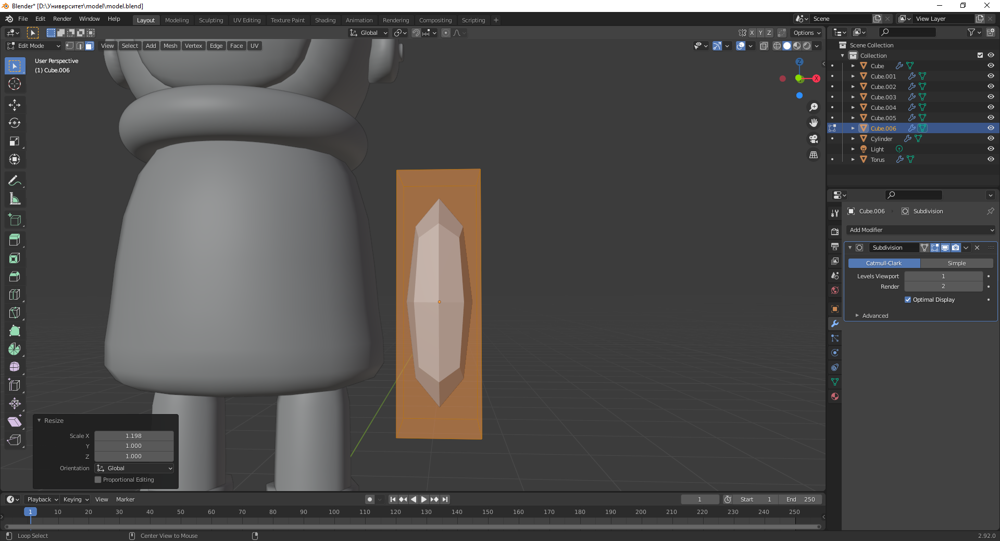 Blender* [D:\Университет\model\model.blend]
File Edit Render Window Help
Layout Modeling Sculpting UV Editing Texture Paint Shading Animation Rendering Compositing Scripting +
Scene
View Layer
Global
X Y Z
Options
Edit Mode
View Select Add Mesh Vertex Edge Face UV
User Perspective
(1) Cube.006
Z
X
Scene Collection
Collection
Cube
Cube.001
Cube.002
Cube.003
Cube.004
Cube.005
Cube.006
Cylinder
Light
Torus
Cube.006
Subdivision
Add Modifier
Subdivision
Catmull-Clark Simple
Levels Viewport 1
Render 2
Optimal Display
Advanced
Resize
Scale X 1.198
Y 1.000
Z 1.000
Orientation Global
Proportional Editing
Playback Keying View Marker
1
Start 1
End 250
1 10 20 30 40 50 60 70 80 90 100 110 120 130 140 150 160 170 180 190 200 210 220 230 240 250
Loop Select
Center View to Mouse
2.92.0